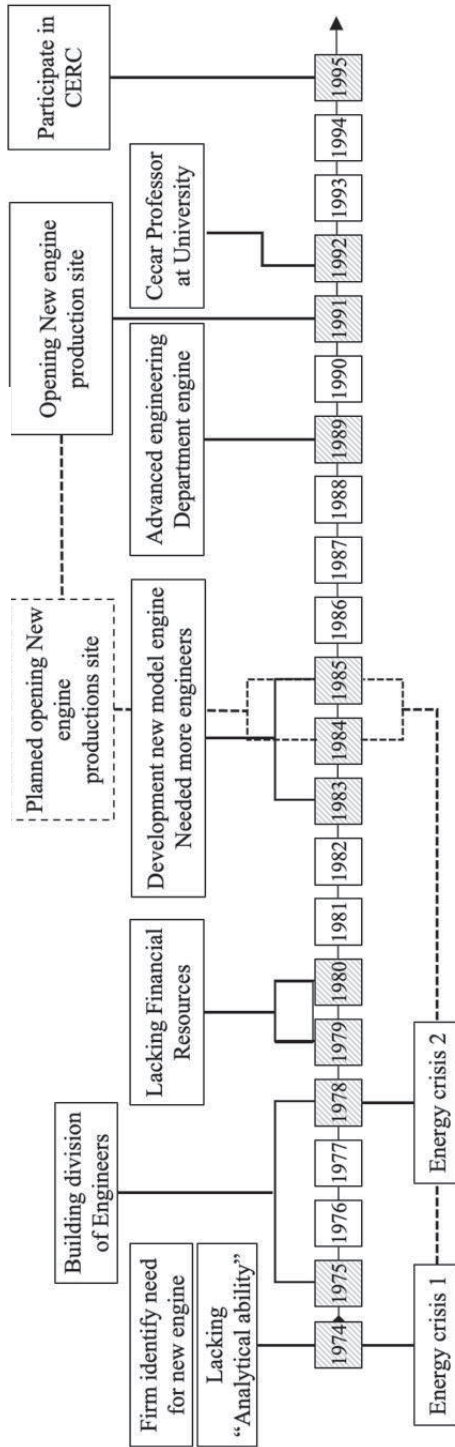 Firm identify need
for new engine
Lacking
“Analytical ability”
Building division
of Engineers
Lacking Financial
Resources
Planned opening New
engine
productions site
Development new model engine
Needed more engineers
Opening New engine
production site
Advanced engineering
Department engine
Cecar Professor
at University
Participate in
CERC
1974
1975
1976
1977
1978
1979
1980
1981
1982
1983
1984
1985
1986
1987
1988
1989
1990
1991
1992
1993
1994
1995
Energy crisis 1
Energy crisis 2